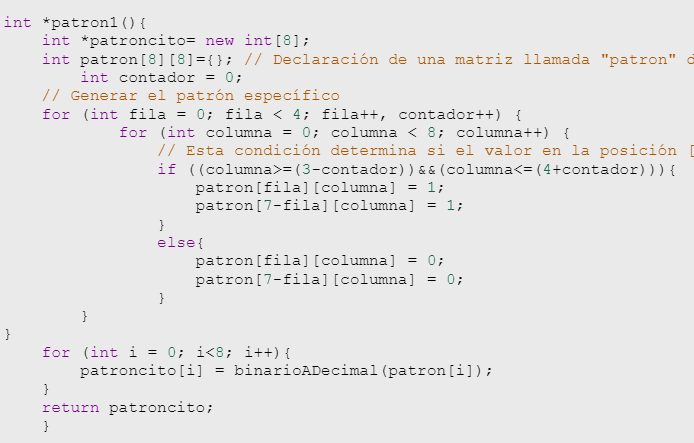 int *patron1(){
int *patroncito= new int[8];
int patron[8][8]={}; // Declaración de una matriz llamada "patron" d
int contador = 0;
// Generar el patrón específico
for (int fila = 0; fila < 4; fila++, contador++) {
for (int columna = 0; columna < 8; columna++) {
// Esta condición determina si el valor en la posición [
if ((columna>=(3-contador))&&(columna<=(4+contador))){
patron[fila][columna] = 1;
patron[7-fila][columna] = 1;
}
else{
patron[fila][columna] = 0;
patron[7-fila][columna] = 0;
}
}
}
for (int i = 0; i<8; i++){
patroncito[i] = binarioADecimal(patron[i]);
}
return patroncito;
}